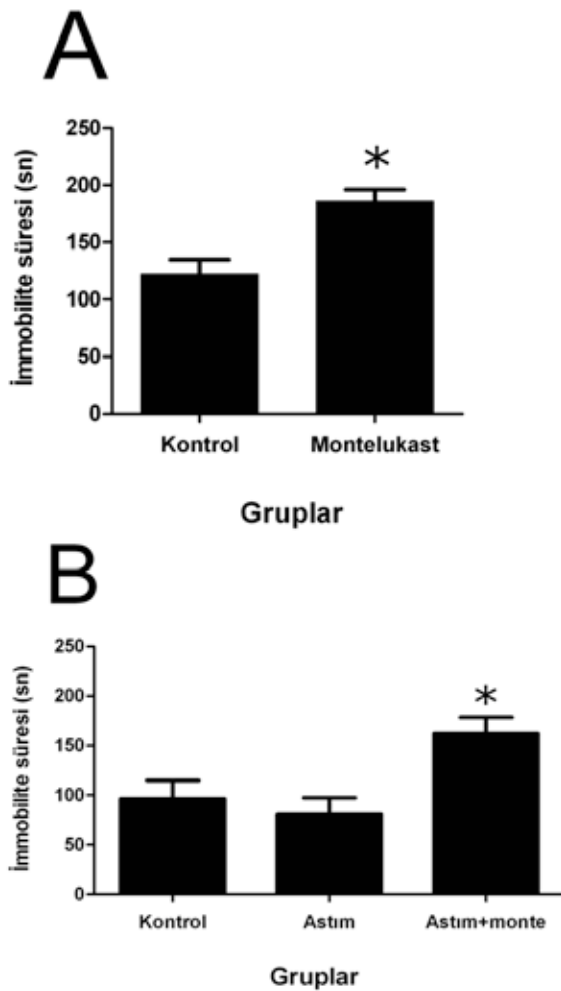 A
İmmobilite süresi (sn)
250
200
150
100
50
0
*
Kontrol Montelukast
Gruplar
B
İmmobilite süresi (sn)
250
200
150
100
50
0
*
Kontrol Astım Astım+monte
Gruplar